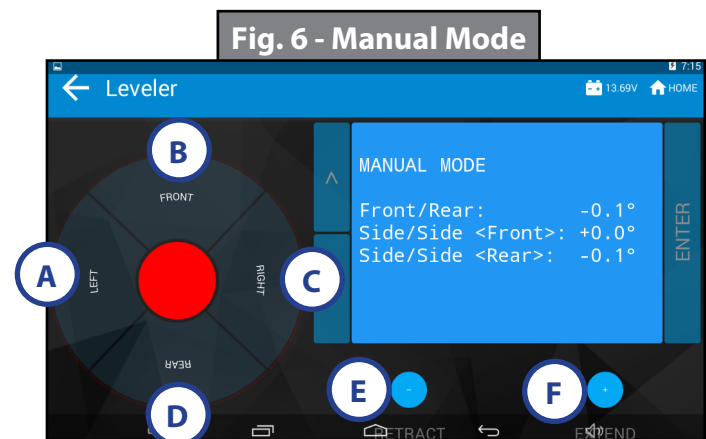 Fig. 6 - Manual Mode
7:15
Leveler
13.69V
HOME
B
FRONT
A
LEFT
RIGHT
C
REAR
D
MANUAL MODE
Front/Rear: -0.1°
Side/Side <Front>: +0.0°
Side/Side <Rear>: -0.1°
ENTER
E
-
F
+
RETRACT
EXTEND